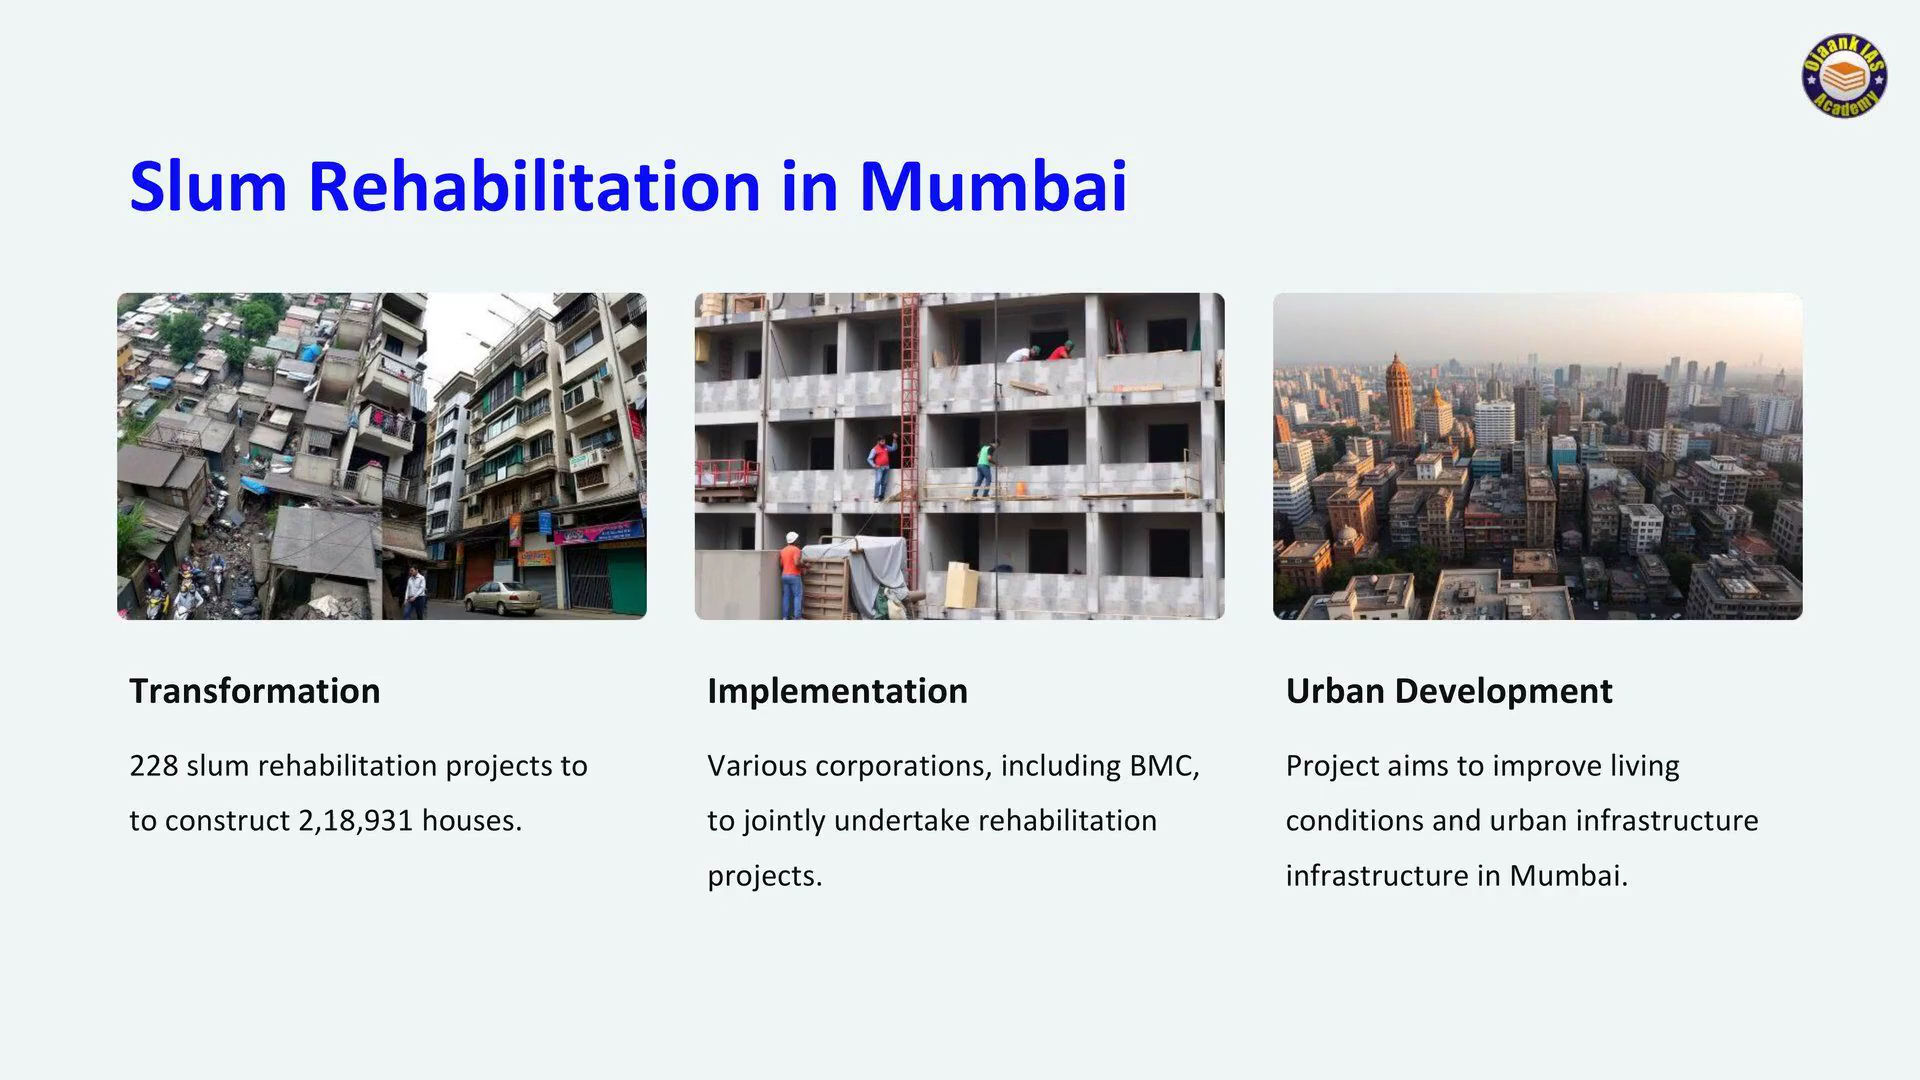 Ojaank IAS
Academy
Slum Rehabilitation in Mumbai
Transformation
228 slum rehabilitation projects to
to construct 2,18,931 houses.
Implementation
Various corporations, including BMC,
to jointly undertake rehabilitation
projects.
Urban Development
Project aims to improve living
conditions and urban infrastructure
infrastructure in Mumbai.